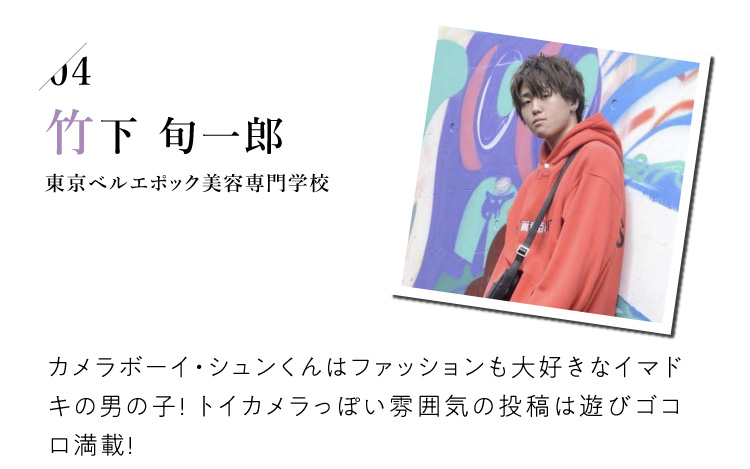 04
竹下 旬一郎
東京ベルエポック美容専門学校
カメラボーイ・シュンくんはファッションも大好きなイマド
キの男の子! トイカメラっぽい雰囲気の投稿は遊びゴコ
ロ満載!